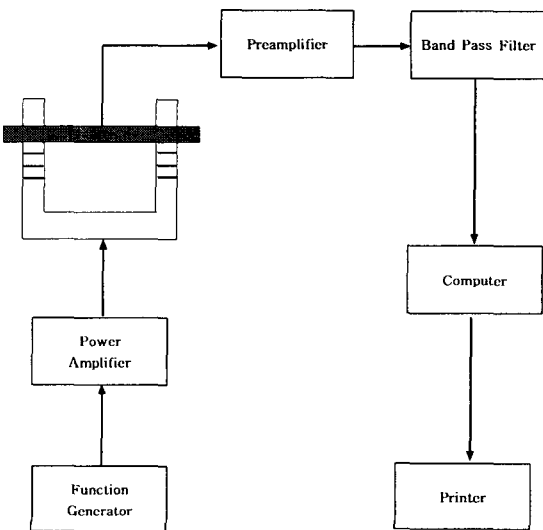 Preamplifier
Band Pass Filter
Computer
Power
Amplifier
Function
Generator
Printer